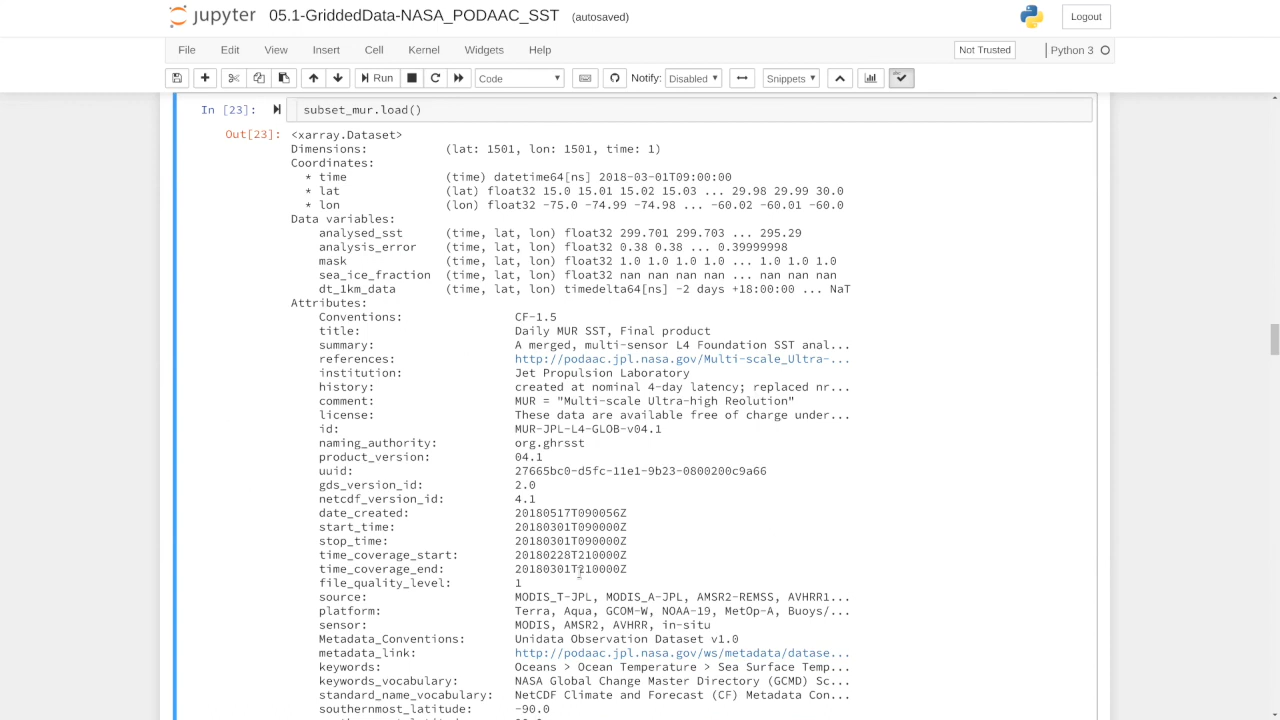 jupyter 05.1-GriddedData-NASA_PODAAC_SST (autosaved) Logout
File Edit View Insert Cell Kernel Widgets Help Not Trusted Python 3
Run Code Notify: Disabled Snippets
In [23]: subset_mur.load()
Out[23]: <xarray.Dataset>
Dimensions: (lat: 1501, lon: 1501, time: 1)
Coordinates:
* time (time) datetime64[ns] 2018-03-01T09:00:00
* lat (lat) float32 15.0 15.01 15.02 15.03 ... 29.98 29.99 30.0
* lon (lon) float32 -75.0 -74.99 -74.98 ... -60.02 -60.01 -60.0
Data variables:
analysed_sst (time, lat, lon) float32 299.701 299.703 ... 295.29
analysis_error (time, lat, lon) float32 0.38 0.38 ... 0.39999998
mask (time, lat, lon) float32 1.0 1.0 1.0 1.0 ... 1.0 1.0 1.0
sea_ice_fraction (time, lat, lon) float32 nan nan nan nan ... nan nan nan
dt_1km_data (time, lat, lon) timedelta64[ns] -2 days +18:00:00 ... NaT
Attributes:
Conventions: CF-1.5
title: Daily MUR SST, Final product
summary: A merged, multi-sensor L4 Foundation SST anal...
references: http://podaac.jpl.nasa.gov/Multi-scale_Ultra-...
institution: Jet Propulsion Laboratory
history: created at nominal 4-day latency; replaced nr...
comment: MUR = "Multi-scale Ultra-high Reolution"
license: These data are available free of charge under...
id: MUR-JPL-L4-GLOB-v04.1
naming_authority: org.ghrsst
product_version: 04.1
uuid: 27665bc0-d5fc-11e1-9b23-0800200c9a66
gds_version_id: 2.0
netcdf_version_id: 4.1
date_created: 20180517T090056Z
start_time: 20180301T090000Z
stop_time: 20180301T090000Z
time_coverage_start: 20180228T210000Z
time_coverage_end: 20180301T210000Z
file_quality_level: 1
source: MODIS_T-JPL, MODIS_A-JPL, AMSR2-REMSS, AVHRR1...
platform: Terra, Aqua, GCOM-W, NOAA-19, MetOp-A, Buoys/...
sensor: MODIS, AMSR2, AVHRR, in-situ
Metadata_Conventions: Unidata Observation Dataset v1.0
metadata_link: http://podaac.jpl.nasa.gov/ws/metadata/datase...
keywords: Oceans > Ocean Temperature > Sea Surface Temp...
keywords_vocabulary: NASA Global Change Master Directory (GCMD) Sc...
standard_name_vocabulary: NetCDF Climate and Forecast (CF) Metadata Con...
southernmost_latitude: -90.0